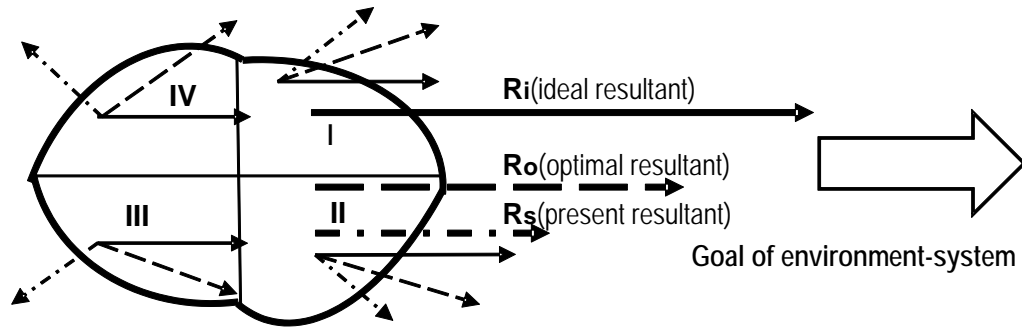 IV
Ri(ideal resultant)
I
Ro(optimal resultant)
III
II
Rs(present resultant)
Goal of environment-system